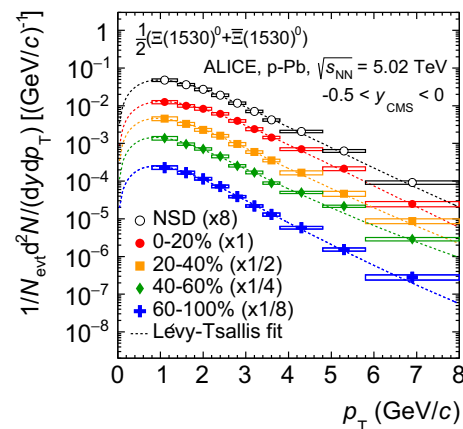 ½(Ξ(1530)⁰+Ξ̅(1530)⁰)
ALICE, p-Pb, √s_NN = 5.02 TeV
-0.5 < y_CMS < 0
1/N_evt d²N/(dydp_T) [(GeV/c)⁻¹]
10
1
10⁻¹
10⁻²
10⁻³
10⁻⁴
10⁻⁵
10⁻⁶
10⁻⁷
10⁻⁸
NSD (x8)
0-20% (x1)
20-40% (x1/2)
40-60% (x1/4)
60-100% (x1/8)
Lévy-Tsallis fit
0 1 2 3 4 5 6 7 8
p_T (GeV/c)